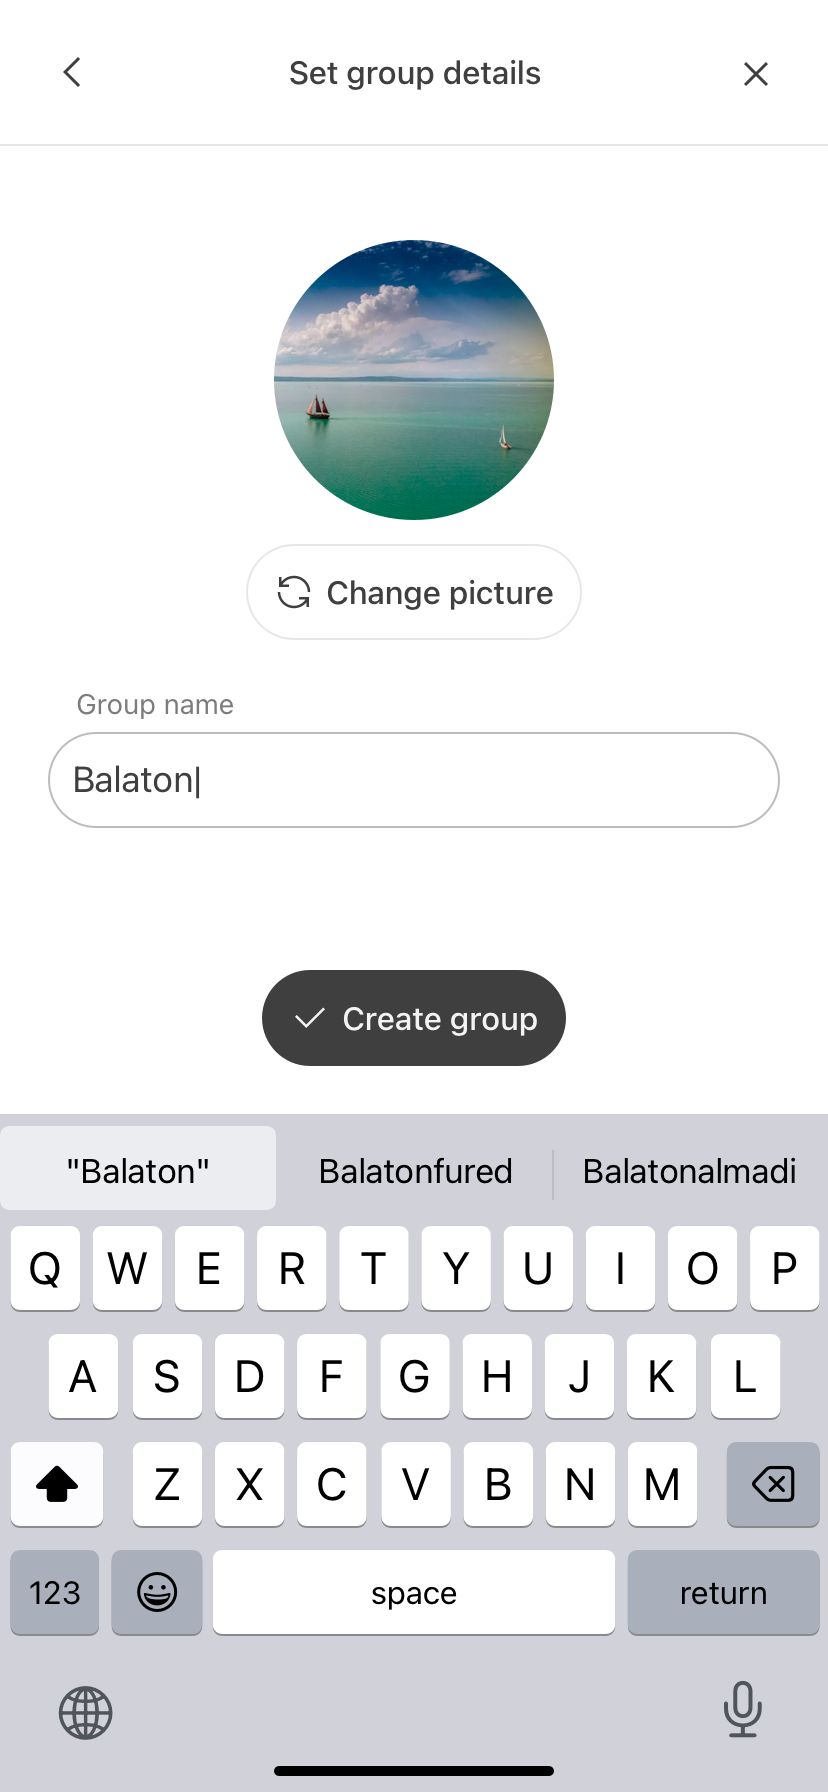 Set group details
Change picture
Group name
Balaton
Create group
"Balaton" Balatonfured Balatonalmadi
Q W E R T Y U I O P
A S D F G H J K L
Z X C V B N M
123 space return